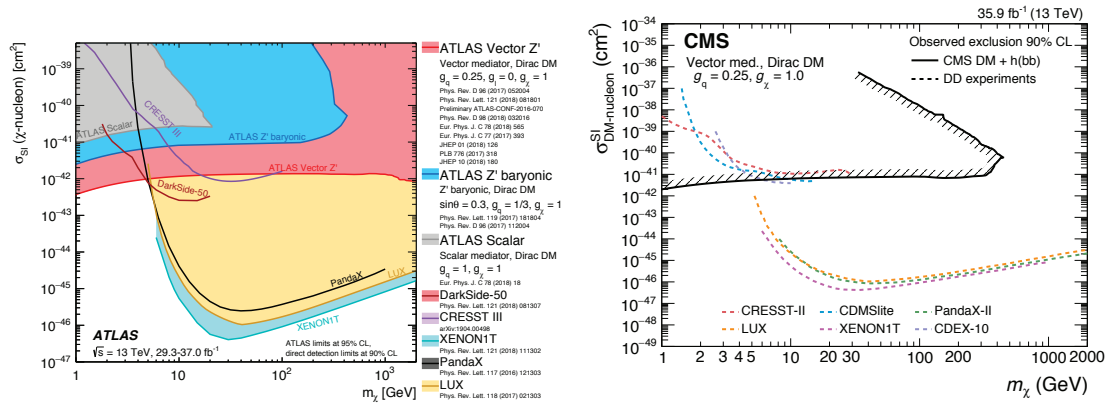 σSI (χ-nucleon) [cm²]
10⁻³⁹
10⁻⁴⁰
10⁻⁴¹
10⁻⁴²
10⁻⁴³
10⁻⁴⁴
10⁻⁴⁵
10⁻⁴⁶
10⁻⁴⁷
1
10
10²
10³
mχ [GeV]
ATLAS Scalar
CRESST III
ATLAS Z' baryonic
ATLAS Vector Z'
DarkSide-50
PandaX
LUX
XENON1T
ATLAS
√s = 13 TeV, 29.3-37.0 fb⁻¹
ATLAS limits at 95% CL,
direct detection limits at 90% CL
ATLAS Vector Z'
Vector mediator, Dirac DM
g_q = 0.25, g_l = 0, g_χ = 1
Phys. Rev. D 96 (2017) 052004
Phys. Rev. Lett. 121 (2018) 081801
Preliminary ATLAS-CONF-2016-070
Phys. Rev. D 98 (2018) 032016
Eur. Phys. J. C 78 (2018) 565
Eur. Phys. J. C 77 (2017) 393
JHEP 01 (2018) 126
PLB 776 (2017) 318
JHEP 10 (2018) 180
ATLAS Z' baryonic
Z' baryonic, Dirac DM
sinθ = 0.3, g_q = 1/3, g_χ = 1
Phys. Rev. Lett. 119 (2017) 181804
Phys. Rev. D 96 (2017) 112004
ATLAS Scalar
Scalar mediator, Dirac DM
g_q = 1, g_χ = 1
Eur. Phys. J. C 78 (2018) 18
DarkSide-50
Phys. Rev. Lett. 121 (2018) 081307
CRESST III
arXiv:1904.00498
XENON1T
Phys. Rev. Lett. 121 (2018) 111302
PandaX
Phys. Rev. Lett. 117 (2016) 121303
LUX
Phys. Rev. Lett. 118 (2017) 021303
35.9 fb⁻¹ (13 TeV)
σ^SI_DM-nucleon (cm²)
10⁻³⁴
10⁻³⁵
10⁻³⁶
10⁻³⁷
10⁻³⁸
10⁻³⁹
10⁻⁴⁰
10⁻⁴¹
10⁻⁴²
10⁻⁴³
10⁻⁴⁴
10⁻⁴⁵
10⁻⁴⁶
10⁻⁴⁷
10⁻⁴⁸
10⁻⁴⁹
CMS
Vector med., Dirac DM
g_q = 0.25, g_χ = 1.0
Observed exclusion 90% CL
CMS DM + h(bb)
DD experiments
CRESST-II
CDMSlite
PandaX-II
LUX
XENON1T
CDEX-10
1 2 3 4 5 10 20 30 100 200 1000 2000
mχ (GeV)